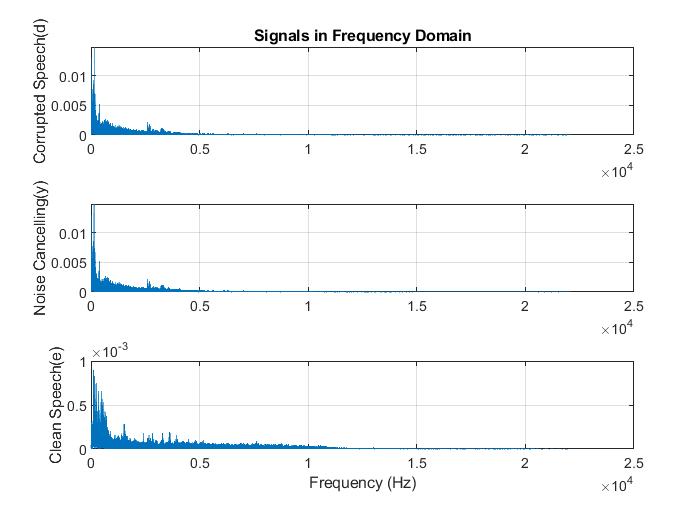 Signals in Frequency Domain
Corrupted Speech(d)
0.01
0.005
0
0 0.5 1 1.5 2 2.5
×10^4
Noise Cancelling(y)
0.01
0.005
0
0 0.5 1 1.5 2 2.5
×10^4
Clean Speech(e)
×10^-3
1
0.5
0
0 0.5 1 1.5 2 2.5
Frequency (Hz)
×10^4